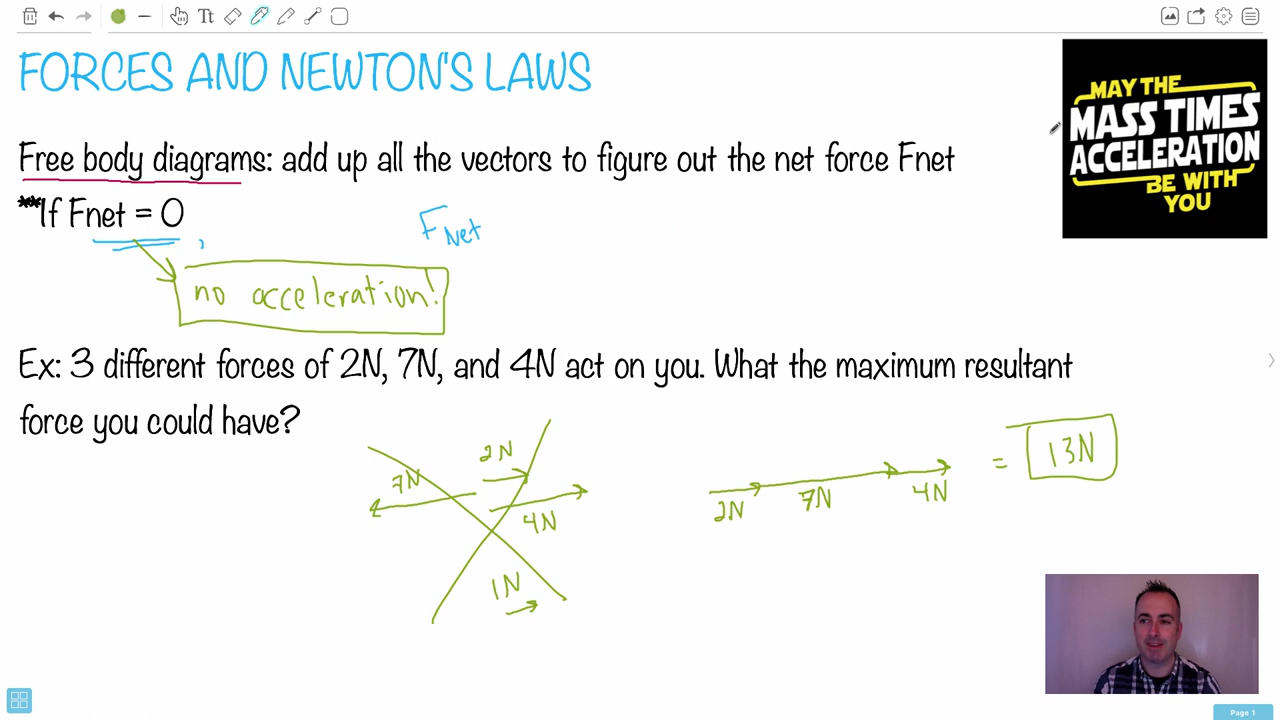 Tt
FORCES AND NEWTON'S LAWS
MAY THE
MASS TIMES
ACCELERATION
BE WITH
YOU
Free body diagrams: add up all the vectors to figure out the net force Fnet
**If Fnet = 0
FNet
no acceleration!
Ex: 3 different forces of 2N, 7N, and 4N act on you. What the maximum resultant
force you could have?
7N
2N
4N
1N
2N
7N
4N
= 13N
Page 1